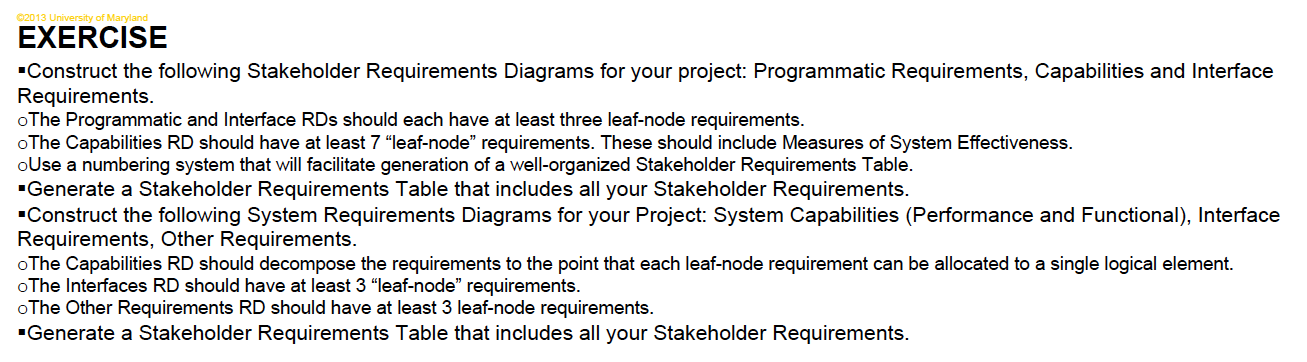 ©2013 University of Maryland
EXERCISE
▪Construct the following Stakeholder Requirements Diagrams for your project: Programmatic Requirements, Capabilities and Interface
Requirements.
oThe Programmatic and Interface RDs should each have at least three leaf-node requirements.
oThe Capabilities RD should have at least 7 “leaf-node” requirements. These should include Measures of System Effectiveness.
oUse a numbering system that will facilitate generation of a well-organized Stakeholder Requirements Table.
▪Generate a Stakeholder Requirements Table that includes all your Stakeholder Requirements.
▪Construct the following System Requirements Diagrams for your Project: System Capabilities (Performance and Functional), Interface
Requirements, Other Requirements.
oThe Capabilities RD should decompose the requirements to the point that each leaf-node requirement can be allocated to a single logical element.
oThe Interfaces RD should have at least 3 “leaf-node” requirements.
oThe Other Requirements RD should have at least 3 leaf-node requirements.
▪Generate a Stakeholder Requirements Table that includes all your Stakeholder Requirements.